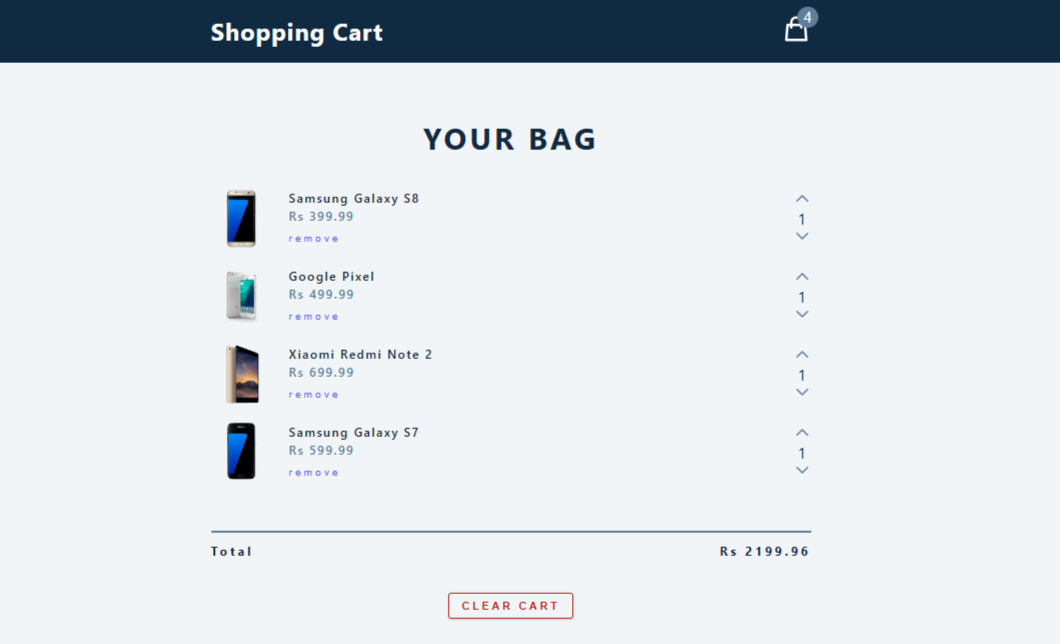 Shopping Cart
4
YOUR BAG
Samsung Galaxy S8
Rs 399.99
remove
1
Google Pixel
Rs 499.99
remove
1
Xiaomi Redmi Note 2
Rs 699.99
remove
1
Samsung Galaxy S7
Rs 599.99
remove
1
Total Rs 2199.96
CLEAR CART